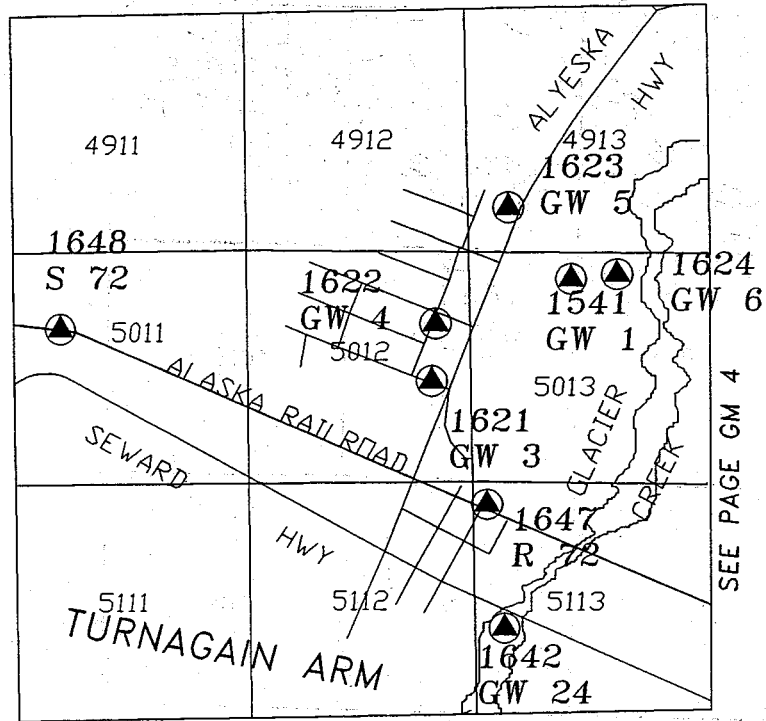 ALYESKA
HWY
4911
4912
4913
1623
GW 5
1648
S 72
1622
GW 4
1624
GW 6
1541
GW 1
5011
5012
5013
ALASKA RAILROAD
1621
GW 3
GLACIER
CREEK
SEWARD
HWY
1647
R 72
SEE PAGE GM 4
5111
5112
5113
TURNAGAIN ARM
1642
GW 24